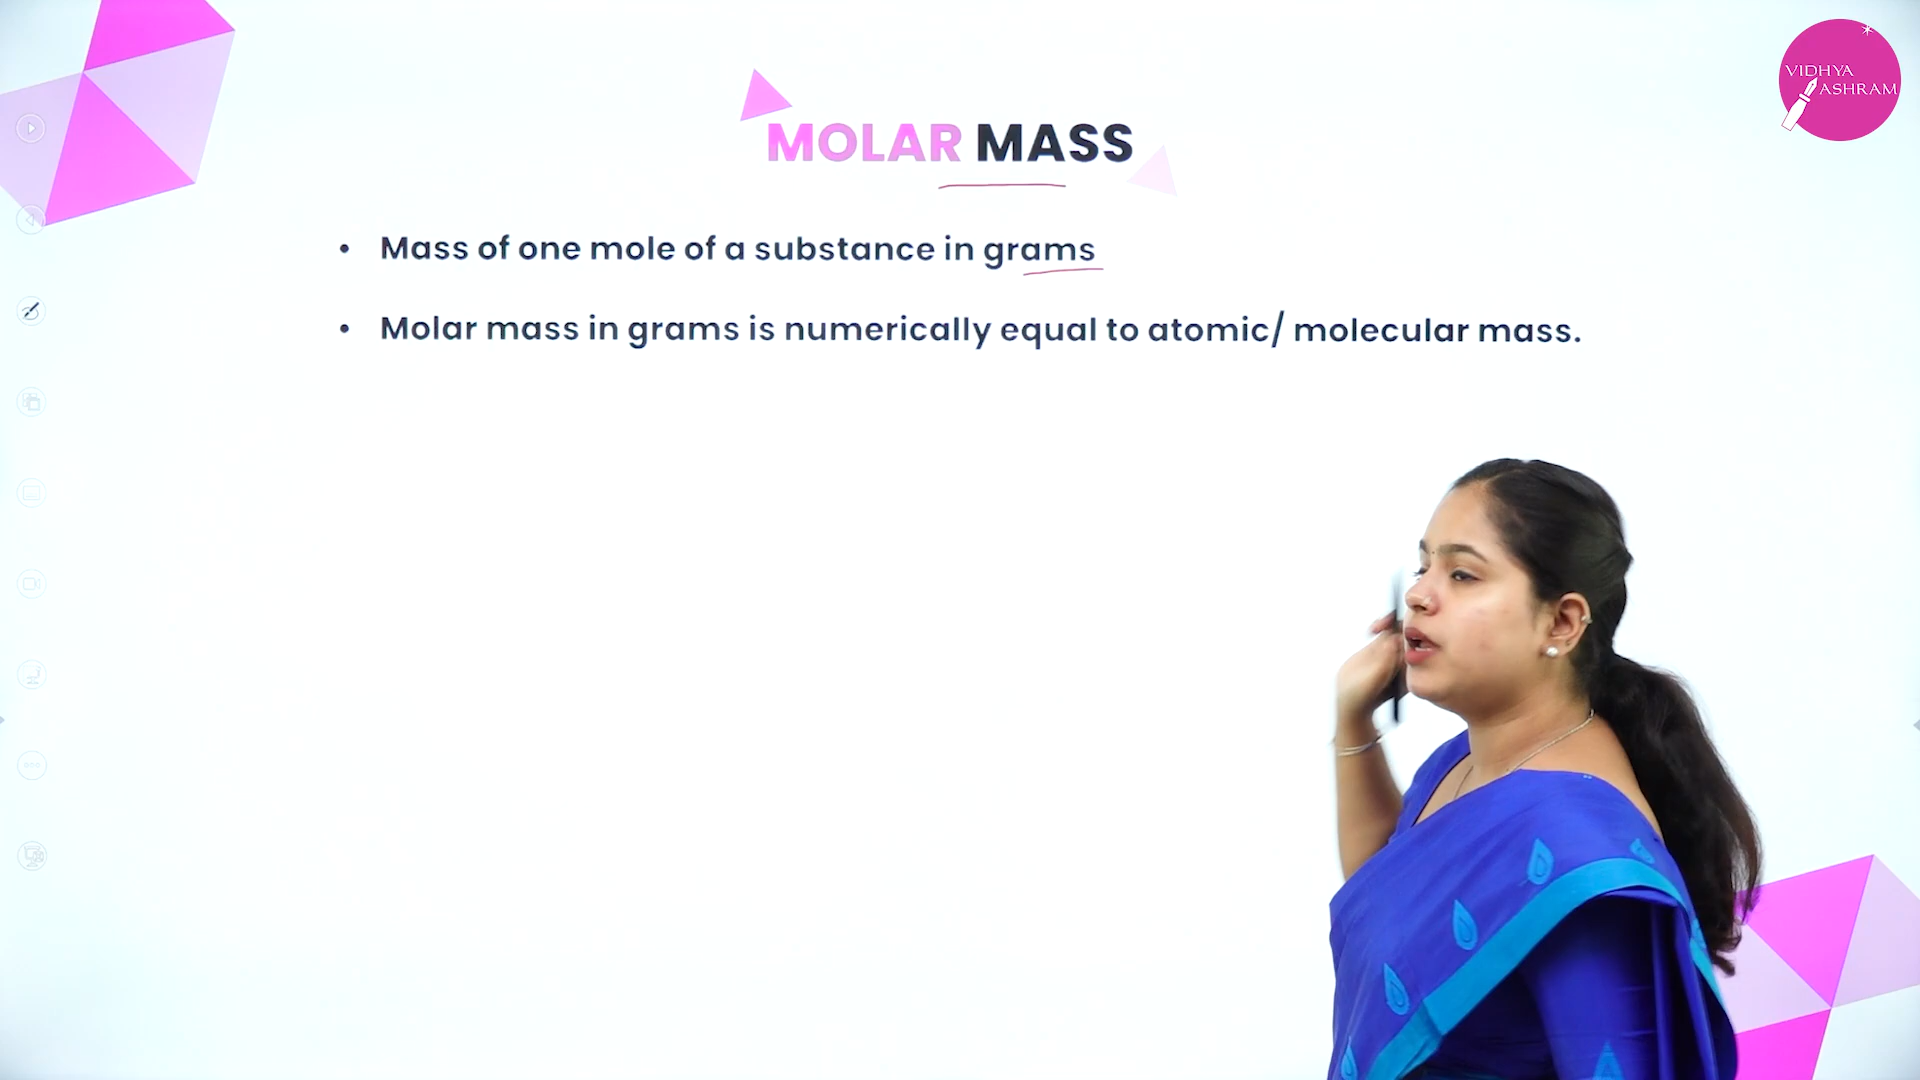 VIDHYA
ASHRAM
MOLAR MASS
• Mass of one mole of a substance in grams
• Molar mass in grams is numerically equal to atomic/ molecular mass.